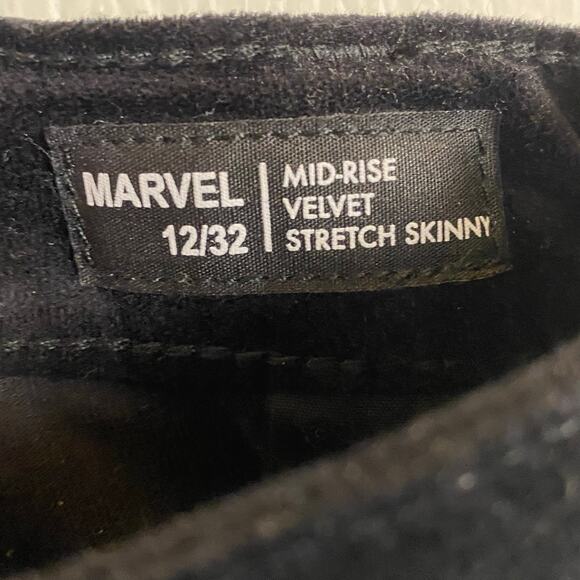 MARVEL
12/32
MID-RISE
VELVET
STRETCH SKINNY